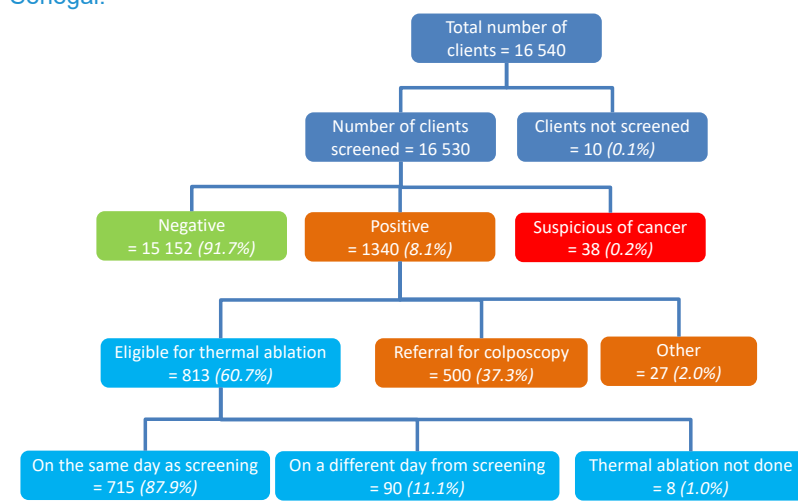 Senegal.
Total number of
clients = 16 540
Number of clients
screened = 16 530
Clients not screened
= 10 (0.1%)
Negative
= 15 152 (91.7%)
Positive
= 1340 (8.1%)
Suspicious of cancer
= 38 (0.2%)
Eligible for thermal ablation
= 813 (60.7%)
Referral for colposcopy
= 500 (37.3%)
Other
= 27 (2.0%)
On the same day as screening
= 715 (87.9%)
On a different day from screening
= 90 (11.1%)
Thermal ablation not done
= 8 (1.0%)